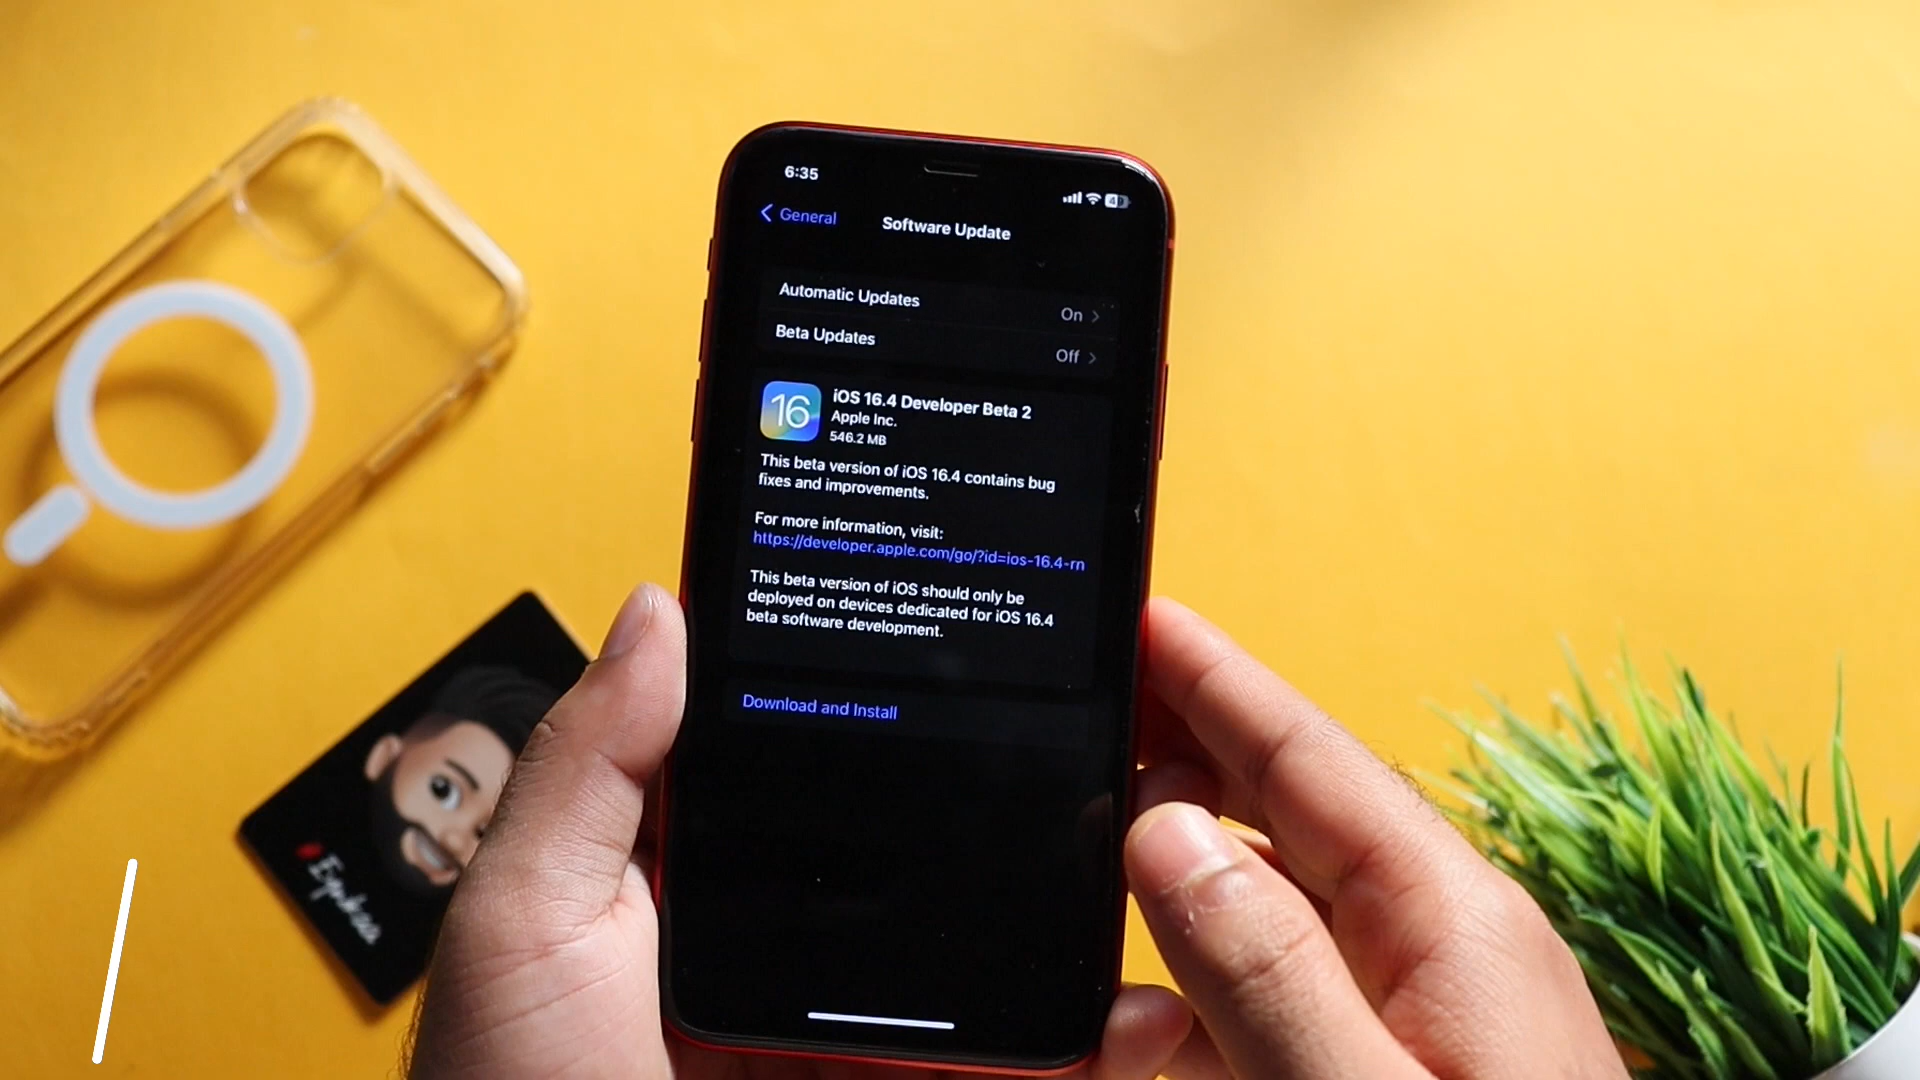 6:35
General
Software Update
Automatic Updates
On
Beta Updates
Off
16
iOS 16.4 Developer Beta 2
Apple Inc.
546.2 MB
This beta version of iOS 16.4 contains bug
fixes and improvements.
For more information, visit:
https://developer.apple.com/go/?id=ios-16.4-rn
This beta version of iOS should only be
deployed on devices dedicated for iOS 16.4
beta software development.
Download and Install